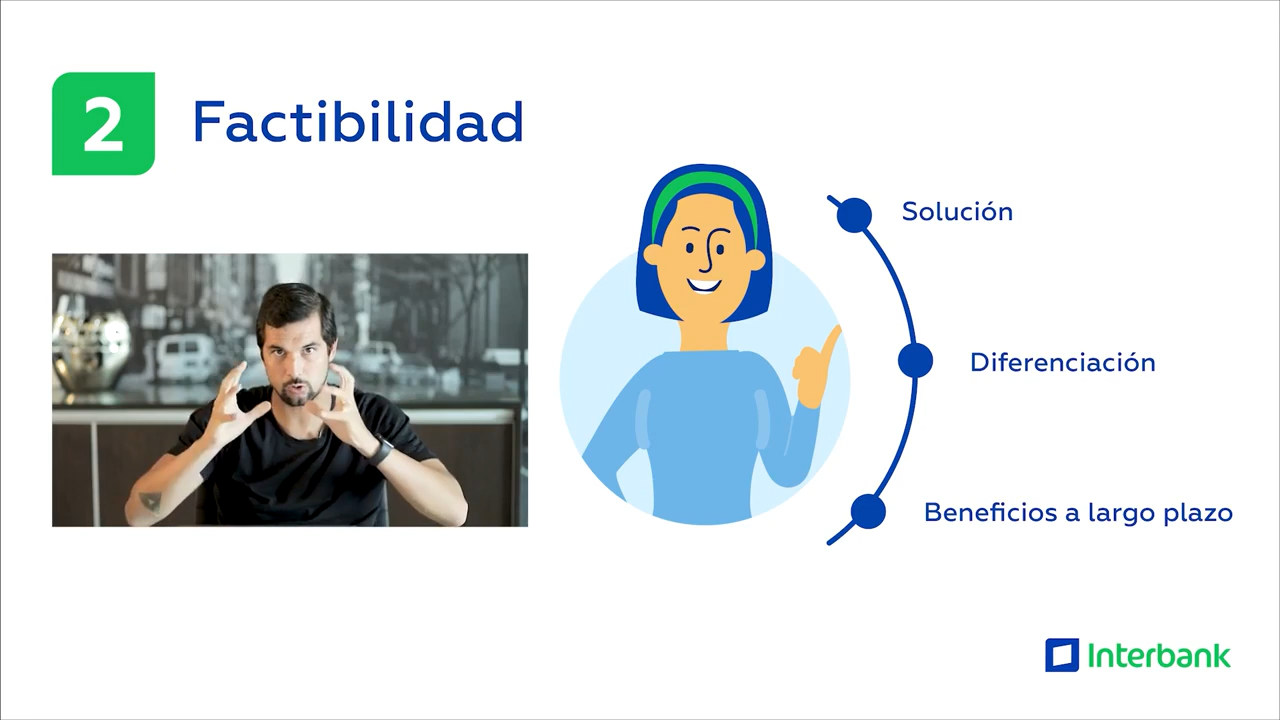 2
Factibilidad
Solución
Diferenciación
Beneficios a largo plazo
Interbank